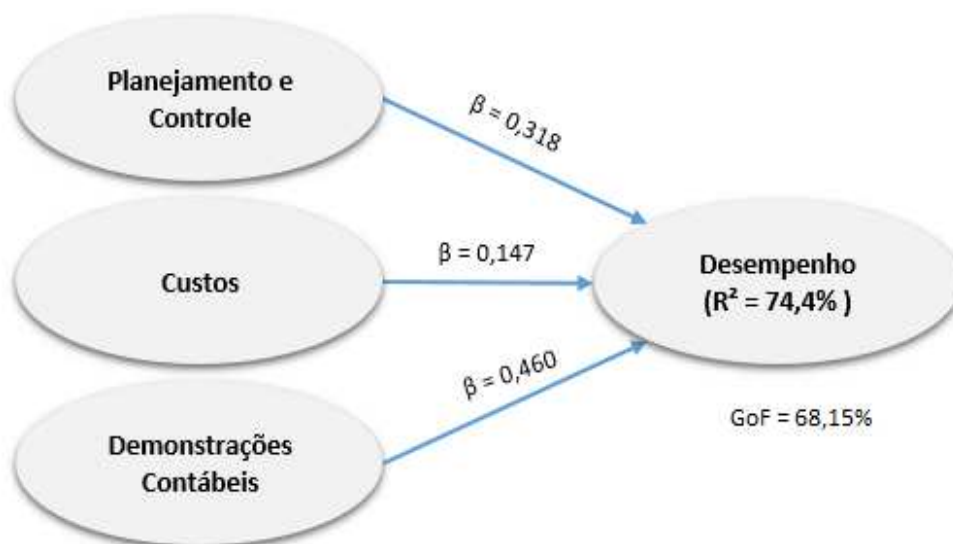 Planejamento e
Controle
β = 0,318
Custos
β = 0,147
Desempenho
(R² = 74,4% )
β = 0,460
Demonstrações
Contábeis
GoF = 68,15%